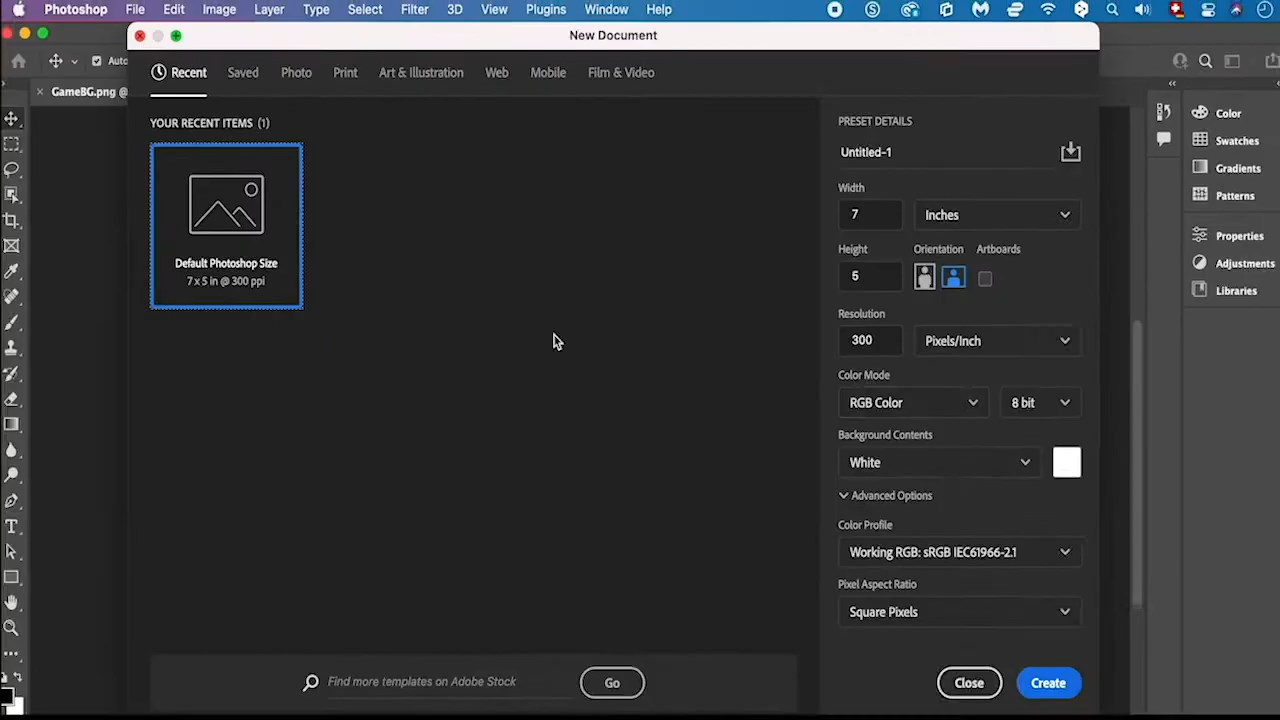 Photoshop File Edit Image Layer Type Select Filter 3D View Plugins Window Help
New Document
Auto
GameBG.png @
Recent Saved Photo Print Art & Illustration Web Mobile Film & Video
YOUR RECENT ITEMS (1)
Default Photoshop Size
7 x 5 in @ 300 ppi
Find more templates on Adobe Stock
Go
PRESET DETAILS
Untitled-1
Width
7 Inches
Height Orientation Artboards
5
Resolution
300 Pixels/Inch
Color Mode
RGB Color 8 bit
Background Contents
White
Advanced Options
Color Profile
Working RGB: sRGB IEC61966-2.1
Pixel Aspect Ratio
Square Pixels
Close Create
Color
Swatches
Gradients
Patterns
Properties
Adjustments
Libraries